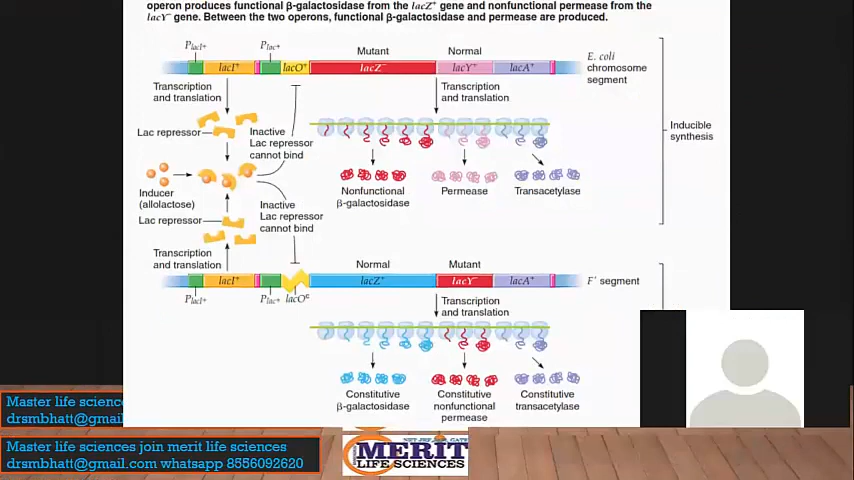 operon produces functional β-galactosidase from the lacZ⁺ gene and nonfunctional permease from the
lacY⁻ gene. Between the two operons, functional β-galactosidase and permease are produced.
PlacI+
Plac+
Mutant
Normal
lacI⁺
lacO⁺
lacZ⁻
lacY⁺
lacA⁺
E. coli
chromosome
segment
Transcription
and translation
Transcription
and translation
Lac repressor
Inactive
Lac repressor
cannot bind
Inducible
synthesis
Inducer
(allolactose)
Nonfunctional
β-galactosidase
Permease
Transacetylase
Lac repressor
Inactive
Lac repressor
cannot bind
Transcription
and translation
Normal
Mutant
lacI⁺
lacZ⁺
lacY⁻
lacA⁺
F' segment
PlacI+
Plac+
lacOᶜ
Transcription
and translation
Constitutive
β-galactosidase
Constitutive
nonfunctional
permease
Constitutive
transacetylase
Master life scienc
drsmbhatt@gmai
Master life sciences join merit life sciences
drsmbhatt@gmail.com whatsapp 8556092620
MERIT
LIFE SCIENCES